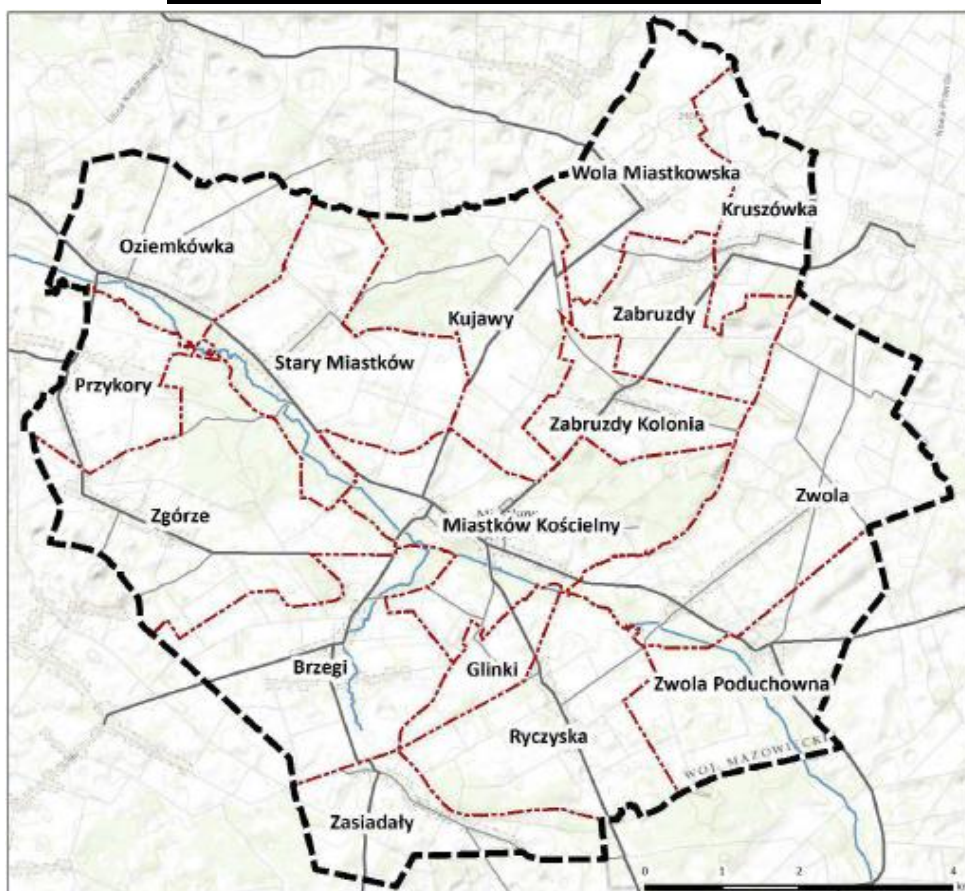 Wola Miastkowska
Kruszówka
Oziemkówka
Kujawy
Zabruzdy
Stary Miastków
Przykory
Zabruzdy Kolonia
Zwola
Zgórze
Miastków Kościelny
Brzegi
Glinki
Zwola Poduchowna
Ryczyska
WOJ. MAZOWIECKI
Zasiadały
0 1 2 4